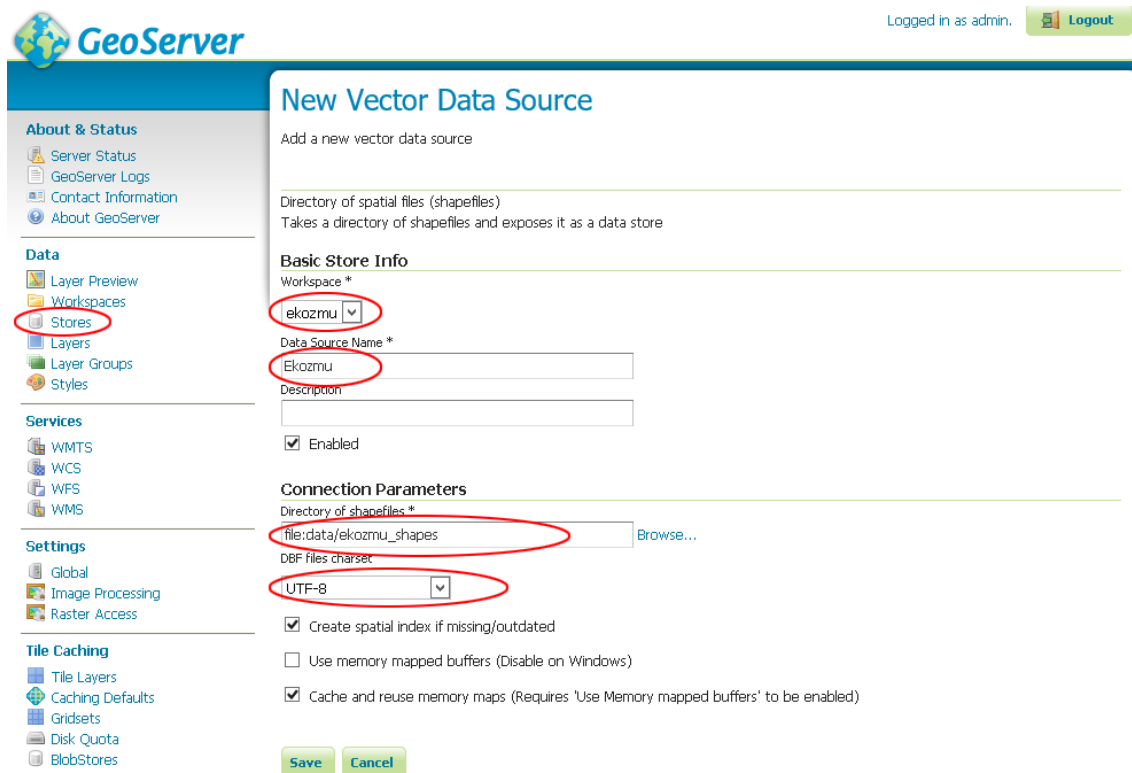 GeoServer
Logged in as admin.
Logout
About & Status
Server Status
GeoServer Logs
Contact Information
About GeoServer
Data
Layer Preview
Workspaces
Stores
Layers
Layer Groups
Styles
Services
WMTS
WCS
WFS
WMS
Settings
Global
Image Processing
Raster Access
Tile Caching
Tile Layers
Caching Defaults
Gridsets
Disk Quota
BlobStores
New Vector Data Source
Add a new vector data source
Directory of spatial files (shapefiles)
Takes a directory of shapefiles and exposes it as a data store
Basic Store Info
Workspace *
ekozmu
Data Source Name *
Ekozmu
Description
Enabled
Connection Parameters
Directory of shapefiles *
file:data/ekozmu_shapes
Browse...
DBF files charset
UTF-8
Create spatial index if missing/outdated
Use memory mapped buffers (Disable on Windows)
Cache and reuse memory maps (Requires 'Use Memory mapped buffers' to be enabled)
Save
Cancel